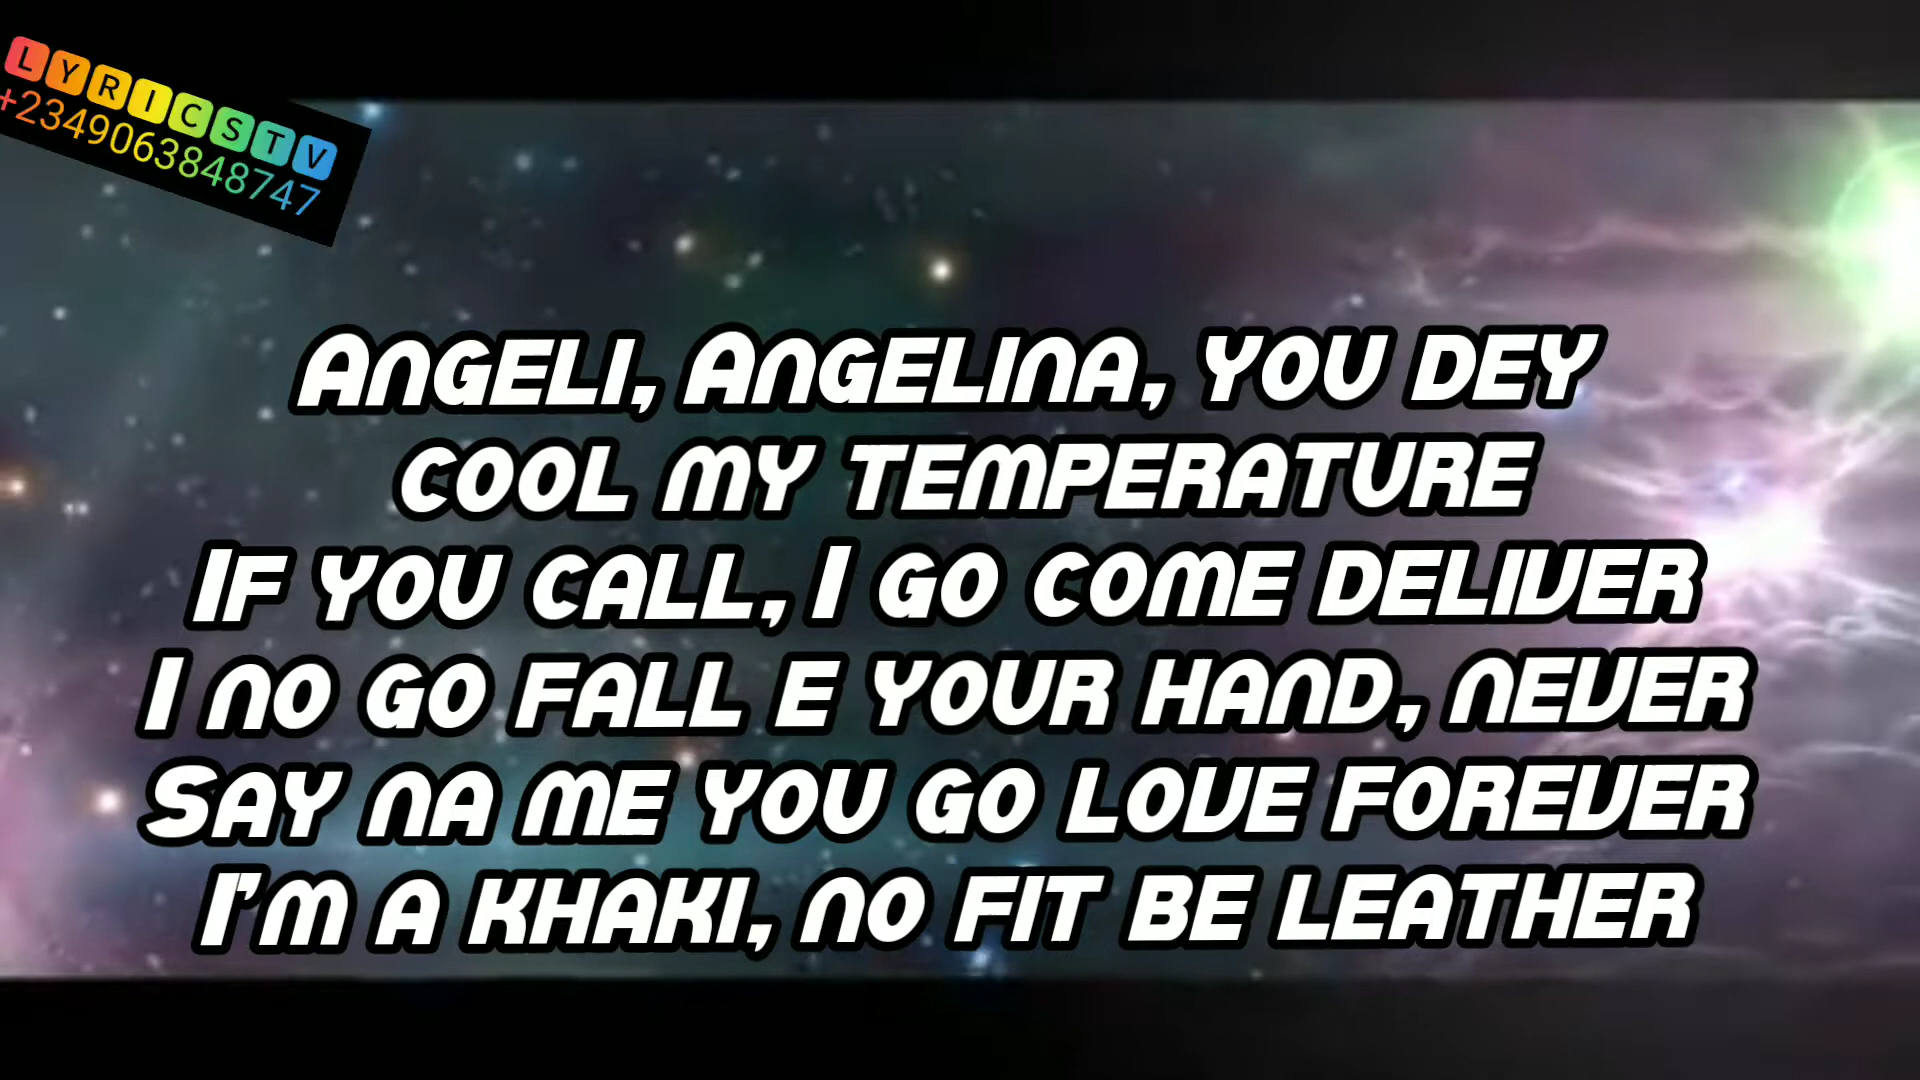 LYRICSTV
+2349063848747
Angeli, Angelina, you dey
cool my temperature
If you call, I go come deliver
I no go fall e your hand, never
Say na me you go love forever
I'm a khaki, no fit be leather